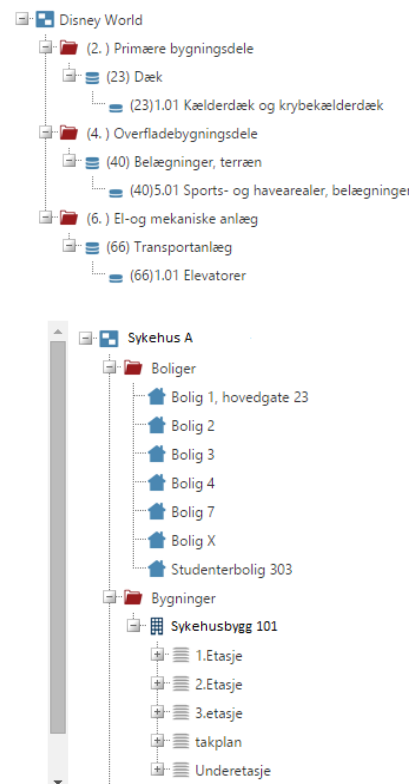 Disney World
(2. ) Primære bygningsdele
(23) Dæk
(23)1.01 Kælderdæk og krybekælderdæk
(4. ) Overfladebygningsdele
(40) Belægninger, terræn
(40)5.01 Sports- og havearealer, belægninger
(6. ) El-og mekaniske anlæg
(66) Transportanlæg
(66)1.01 Elevatorer
Sykehus A
Boliger
Bolig 1, hovedgate 23
Bolig 2
Bolig 3
Bolig 4
Bolig 7
Bolig X
Studenterbolig 303
Bygninger
Sykehusbygg 101
1.Etasje
2.Etasje
3.etasje
takplan
Underetasje